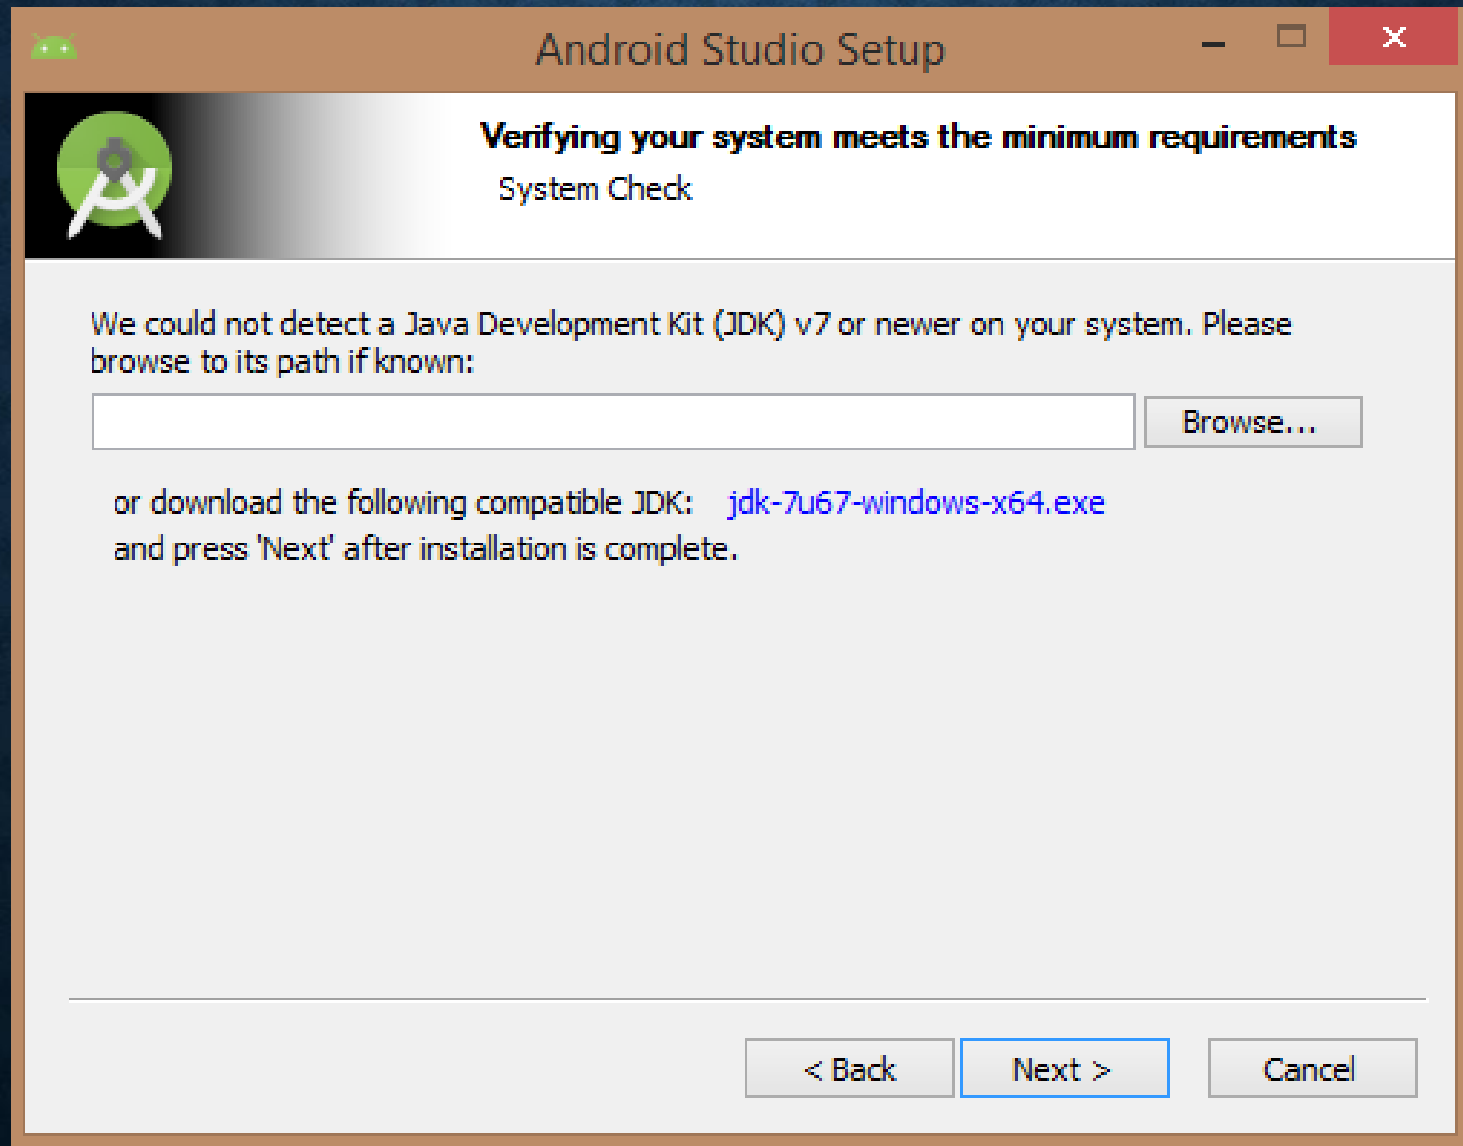 Android Studio Setup
Verifying your system meets the minimum requirements
System Check
We could not detect a Java Development Kit (JDK) v7 or newer on your system. Please
browse to its path if known:
Browse...
or download the following compatible JDK: jdk-7u67-windows-x64.exe
and press 'Next' after installation is complete.
< Back Next > Cancel